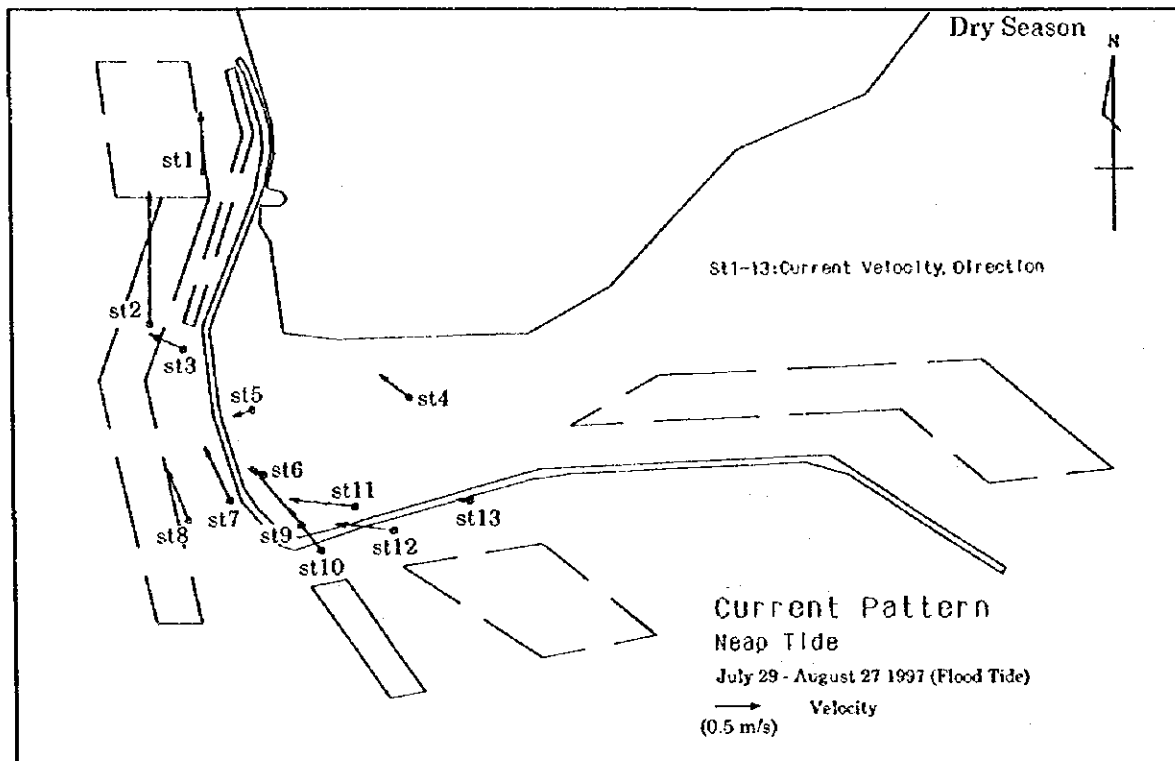 Dry Season
N
st1
St1-13:Current Velocity, Direction
st2
st3
st4
st5
st6
st11
st7
st13
st8
st9
st12
st10
Current Pattern
Neap Tide
July 29 - August 27 1997 (Flood Tide)
Velocity
(0.5 m/s)